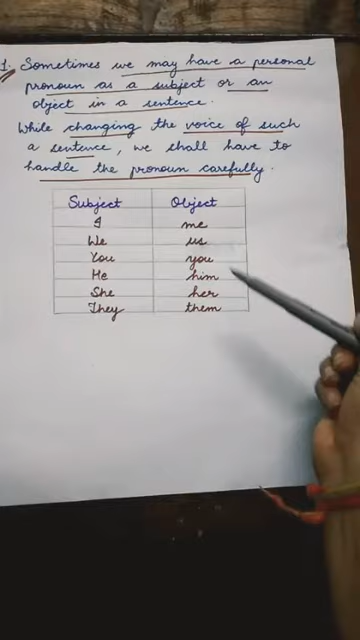 1. Sometimes we may have a personal
pronoun as a subject or an
object in a sentence.
While changing the voice of such
a sentence, we shall have to
handle the pronoun carefully.
Subject Object
I me
We us
You you
He him
She her
They them